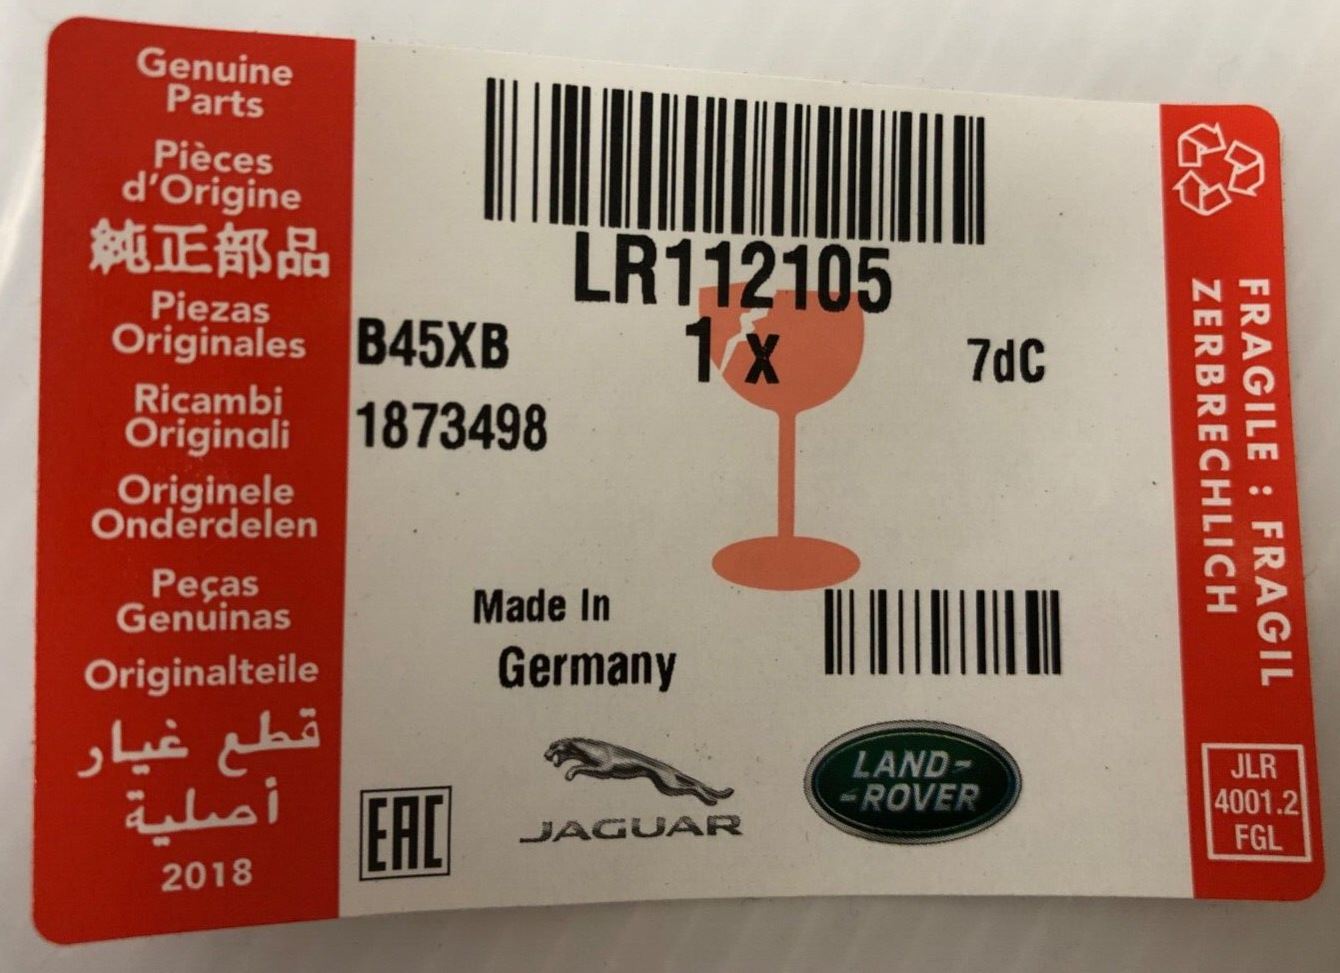 Genuine
Parts
Pièces
d'Origine
純正部品
Piezas
Originales
Ricambi
Originali
Originele
Onderdelen
Peças
Genuinas
Originalteile
قطع غيار
أصلية
2018
LR112105
B45XB 1 x 7dC
1873498
Made In
Germany
EAC
JAGUAR
LAND-
-ROVER
FRAGILE : FRAGIL
ZERBRECHLICH
JLR
4001.2
FGL